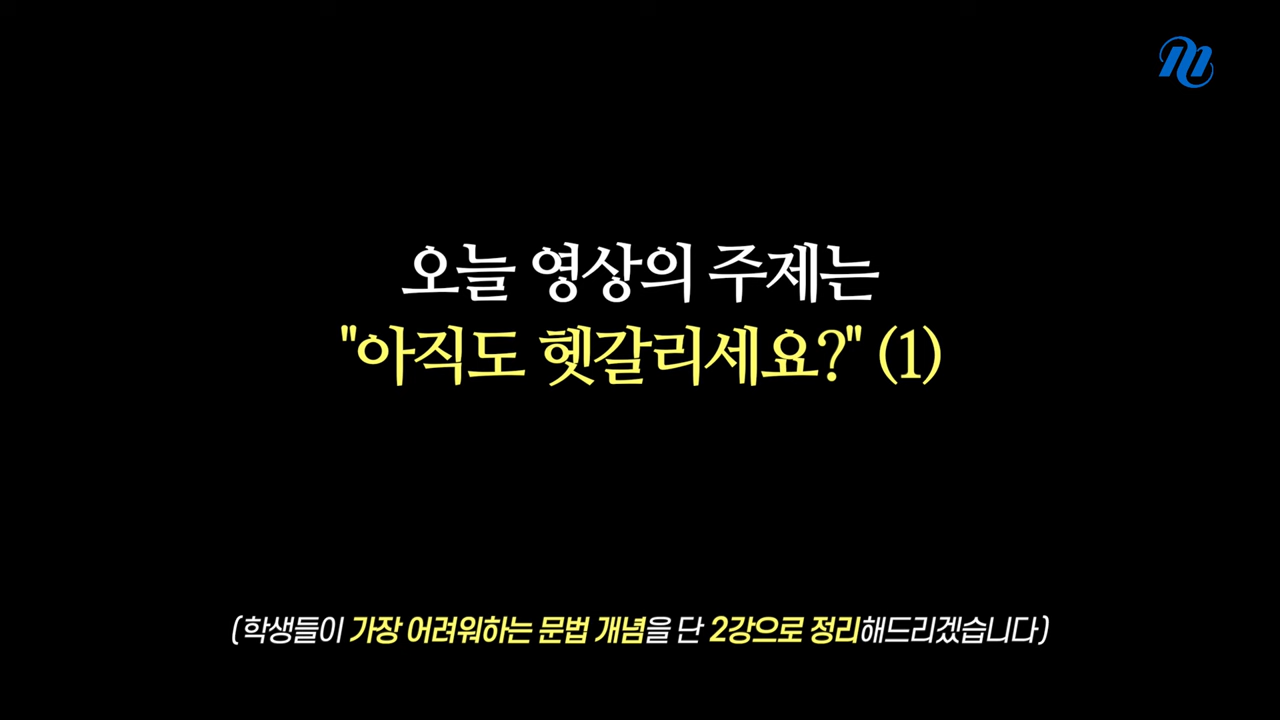 오늘 영상의 주제는
"아직도 헷갈리세요?" (1)
(학생들이 가장 어려워하는 문법 개념을 단 2강으로 정리해드리겠습니다)